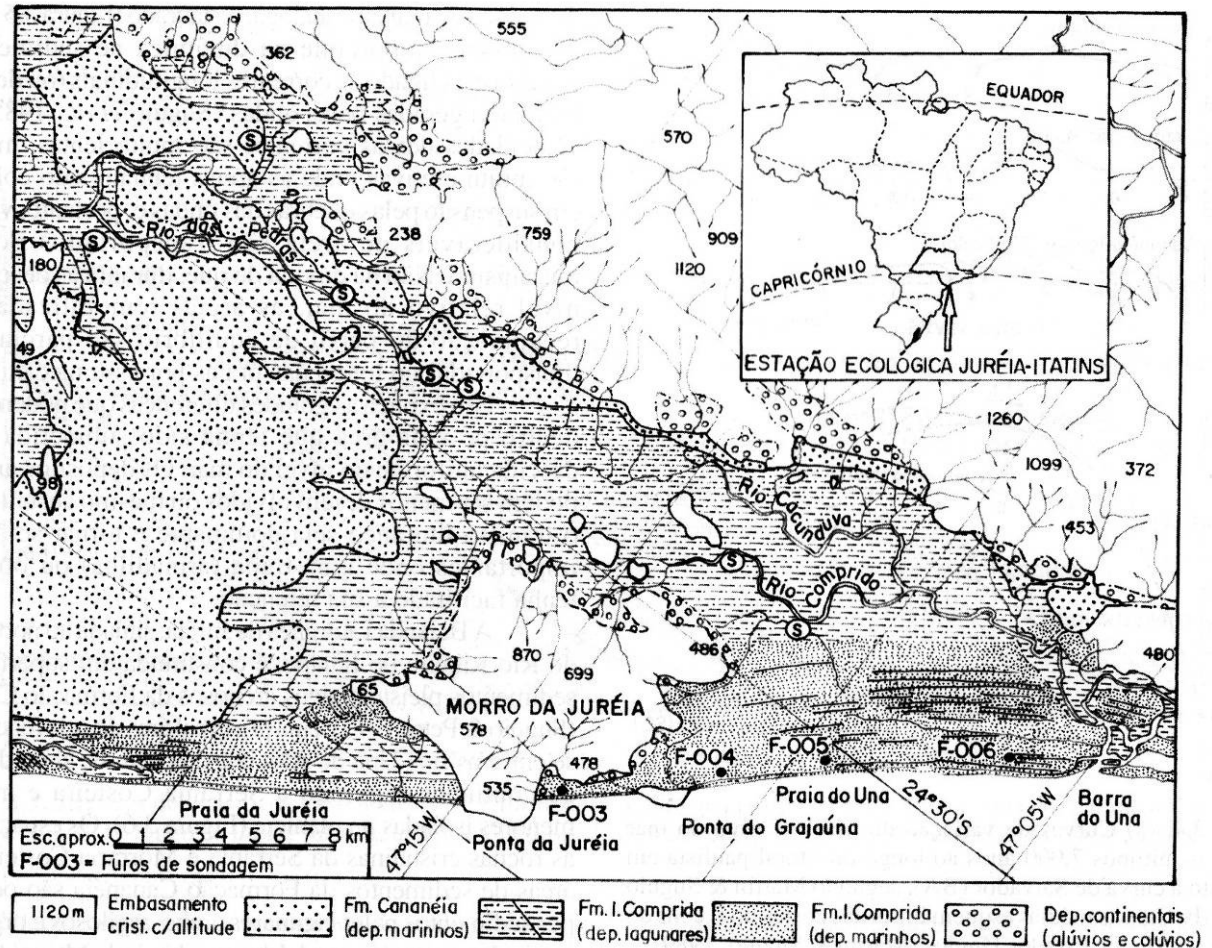 555
362
EQUADOR
570
CAPRICÓRNIO
ESTAÇÃO ECOLÓGICA JURÉIA-ITATINS
Rio das Pedras
238
759
909
1120
180
49
98
S
S
S
S
S
S
S
1260
1099
372
453
Rio Cacunduva
Rio Comprido
870
699
486
480
65
MORRO DA JURÉIA
578
478
535
F-003
F-004
F-005
F-006
Praia da Juréia
Ponta da Juréia
Ponta do Grajaúna
Praia do Una
Barra do Una
47°15'W
24°30'S
47°05'W
Esc.aprox. 0 1 2 3 4 5 6 7 8 km
F-003 = Furos de sondagem
1120m Embasamento
crist. c/altitude
Fm. Cananéia
(dep. marinhos)
Fm. I. Comprida
(dep. lagunares)
Fm. I. Comprida
(dep. marinhos)
Dep. continentais
(alúvios e colúvios)